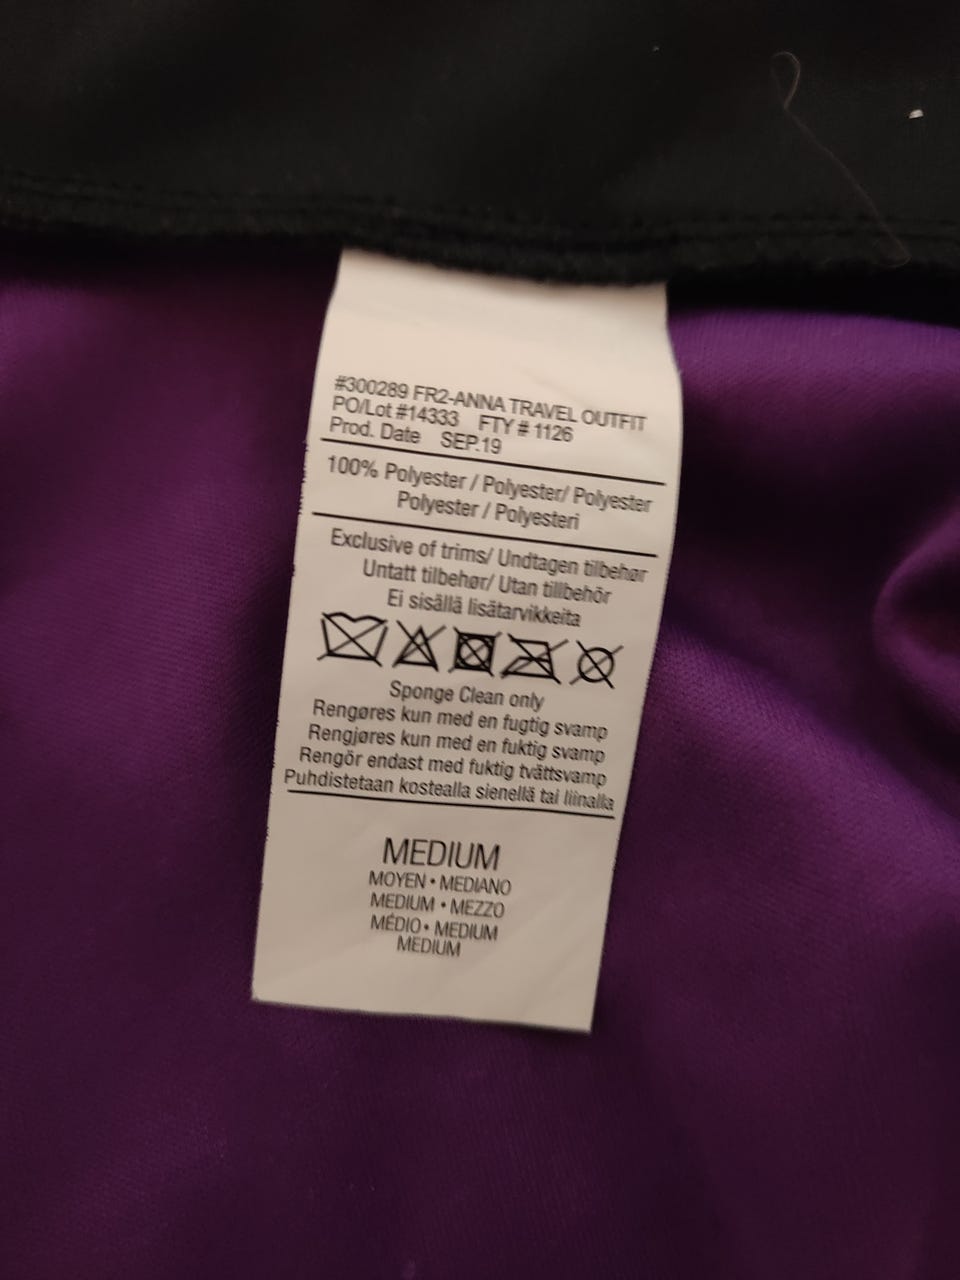 #300289 FR2-ANNA TRAVEL OUTFIT
PO/Lot #14333 FTY # 1126
Prod. Date SEP.19
100% Polyester / Polyester/ Polyester
Polyester / Polyesteri
Exclusive of trims/ Undtagen tilbehør
Untatt tilbehør/ Utan tillbehör
Ei sisällä lisätarvikkeita
Sponge Clean only
Rengøres kun med en fugtig svamp
Rengjøres kun med en fuktig svamp
Rengör endast med fuktig tvättsvamp
Puhdistetaan kostealla sienellä tai liinalla
MEDIUM
MOYEN • MEDIANO
MEDIUM • MEZZO
MÉDIO • MEDIUM
MEDIUM